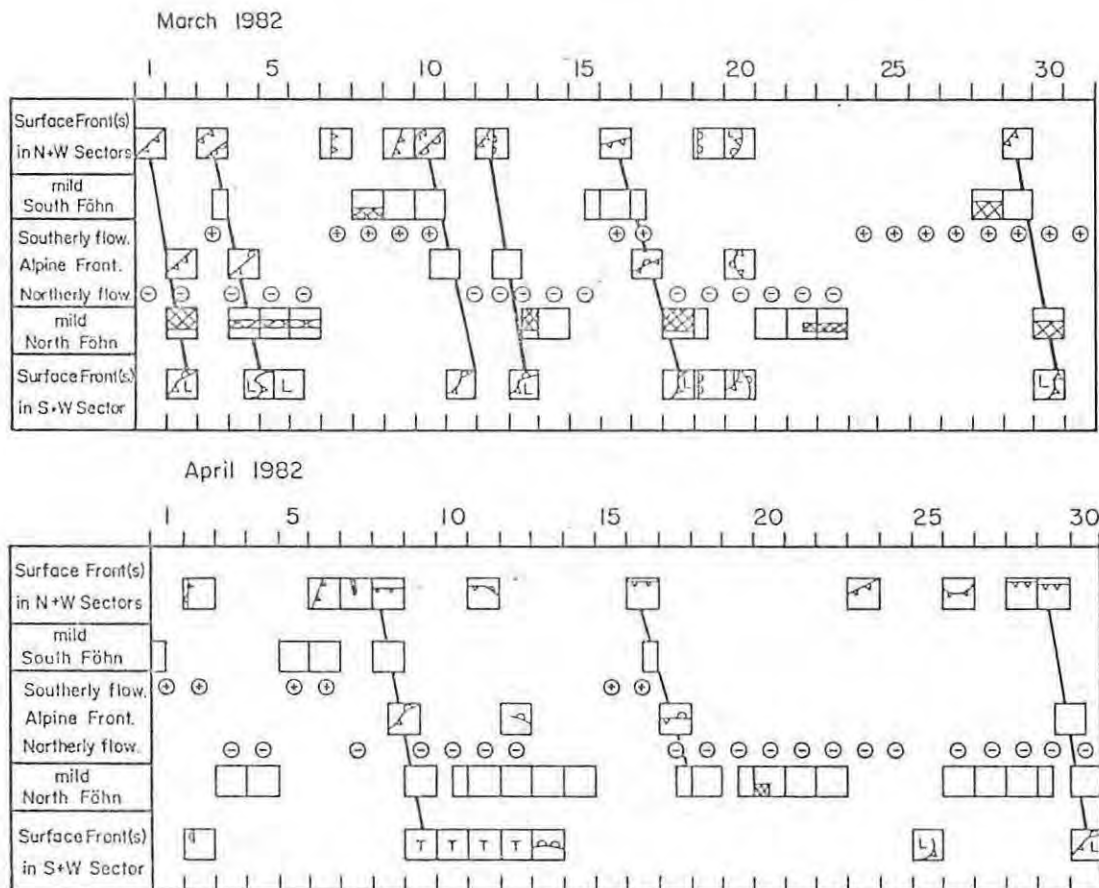 March 1982
1 5 10 15 20 25 30
Surface Front(s)
in N+W Sectors
mild
South Föhn
Southerly flow.
Alpine Front.
Northerly flow.
mild
North Föhn
Surface Front(s)
in S+W Sector
L L L L L L
April 1982
1 5 10 15 20 25 30
Surface Front(s)
in N+W Sectors
mild
South Föhn
Southerly flow.
Alpine Front.
Northerly flow.
mild
North Föhn
Surface Front(s)
in S+W Sector
T T T T L L